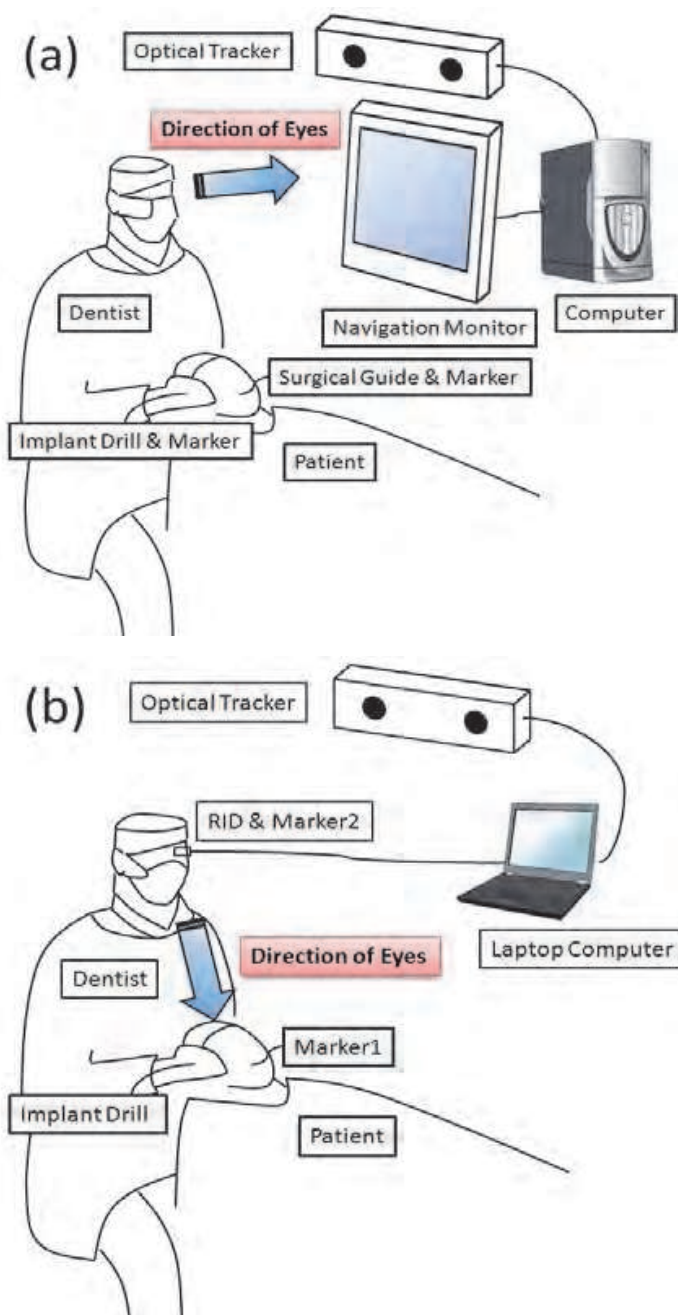 (a)
Optical Tracker
Direction of Eyes
Dentist
Navigation Monitor
Computer
Surgical Guide & Marker
Implant Drill & Marker
Patient
(b)
Optical Tracker
RID & Marker2
Laptop Computer
Direction of Eyes
Dentist
Marker1
Implant Drill
Patient